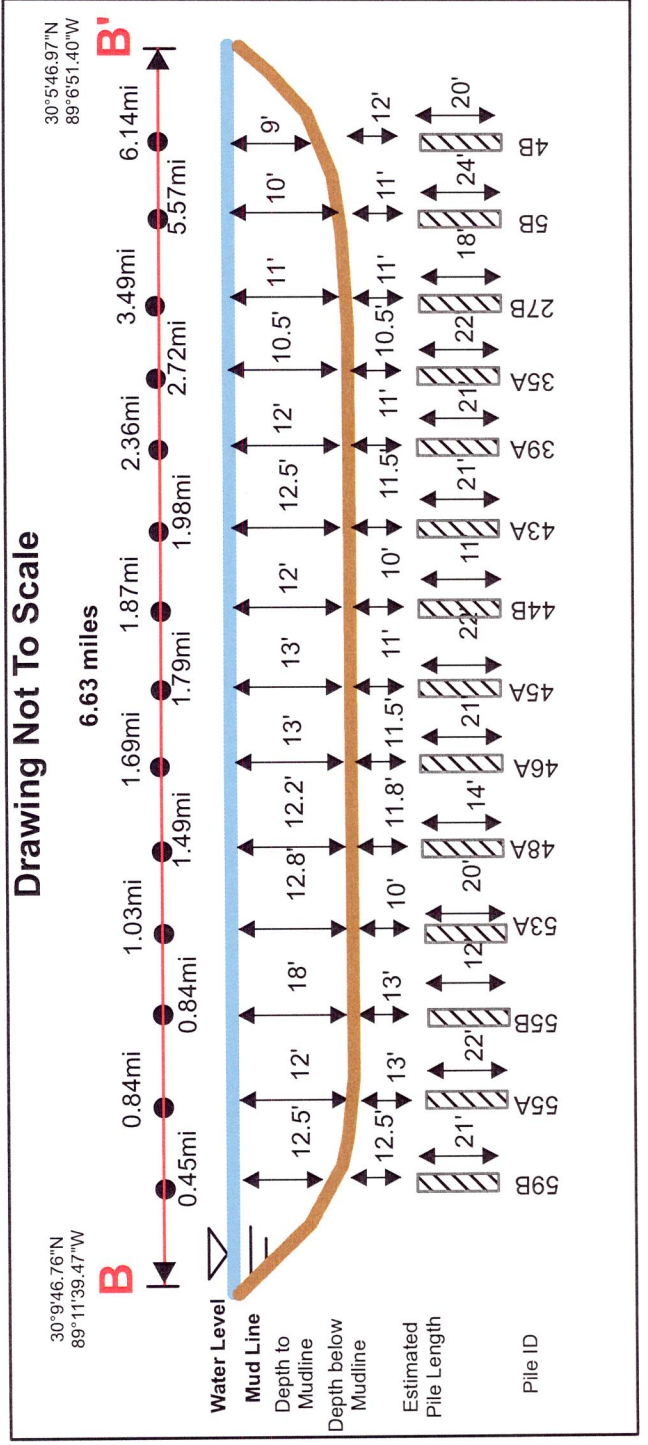 Drawing Not To Scale
30°9'46.76"N
89°11'39.47"W
30°5'46.97"N
89°6'51.40"W
B
6.63 miles
B'
0.45mi
0.84mi
0.84mi
1.03mi
1.49mi
1.69mi
1.79mi
1.87mi
1.98mi
2.36mi
2.72mi
3.49mi
5.57mi
6.14mi
Water Level
Mud Line
Depth to
Mudline
12.5'
12'
18'
12.8'
12.2'
13'
13'
12'
12.5'
12'
10.5'
11'
10'
9'
Depth below
Mudline
12.5'
13'
13'
10'
11.8'
11.5'
11'
10'
11.5'
11'
10.5'
11'
11'
12'
Estimated
Pile Length
21'
22'
12'
20'
14'
21'
22'
11'
21'
21'
22'
18'
24'
20'
Pile ID
59B
55A
55B
53A
48A
46A
45A
44B
43A
39A
35A
27B
5B
4B